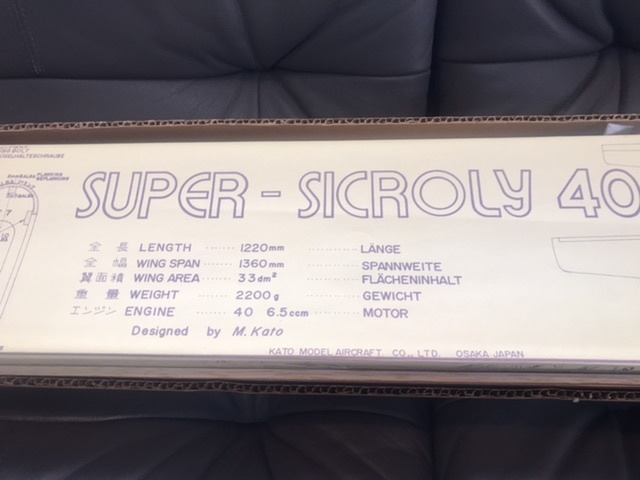 SUPER - SICROLY 40
全長 LENGTH ······ 1220mm ·········· LÄNGE
全幅 WING SPAN ······ 1360mm ·········· SPANNWEITE
翼面積 WING AREA ······ 33dm² ·········· FLÄCHENINHALT
重量 WEIGHT ······ 2200g ·········· GEWICHT
エンジン ENGINE 40 6.5ccm ·········· MOTOR
Designed by M. Kato
KATO MODEL AIRCRAFT. CO., LTD. OSAKA JAPAN